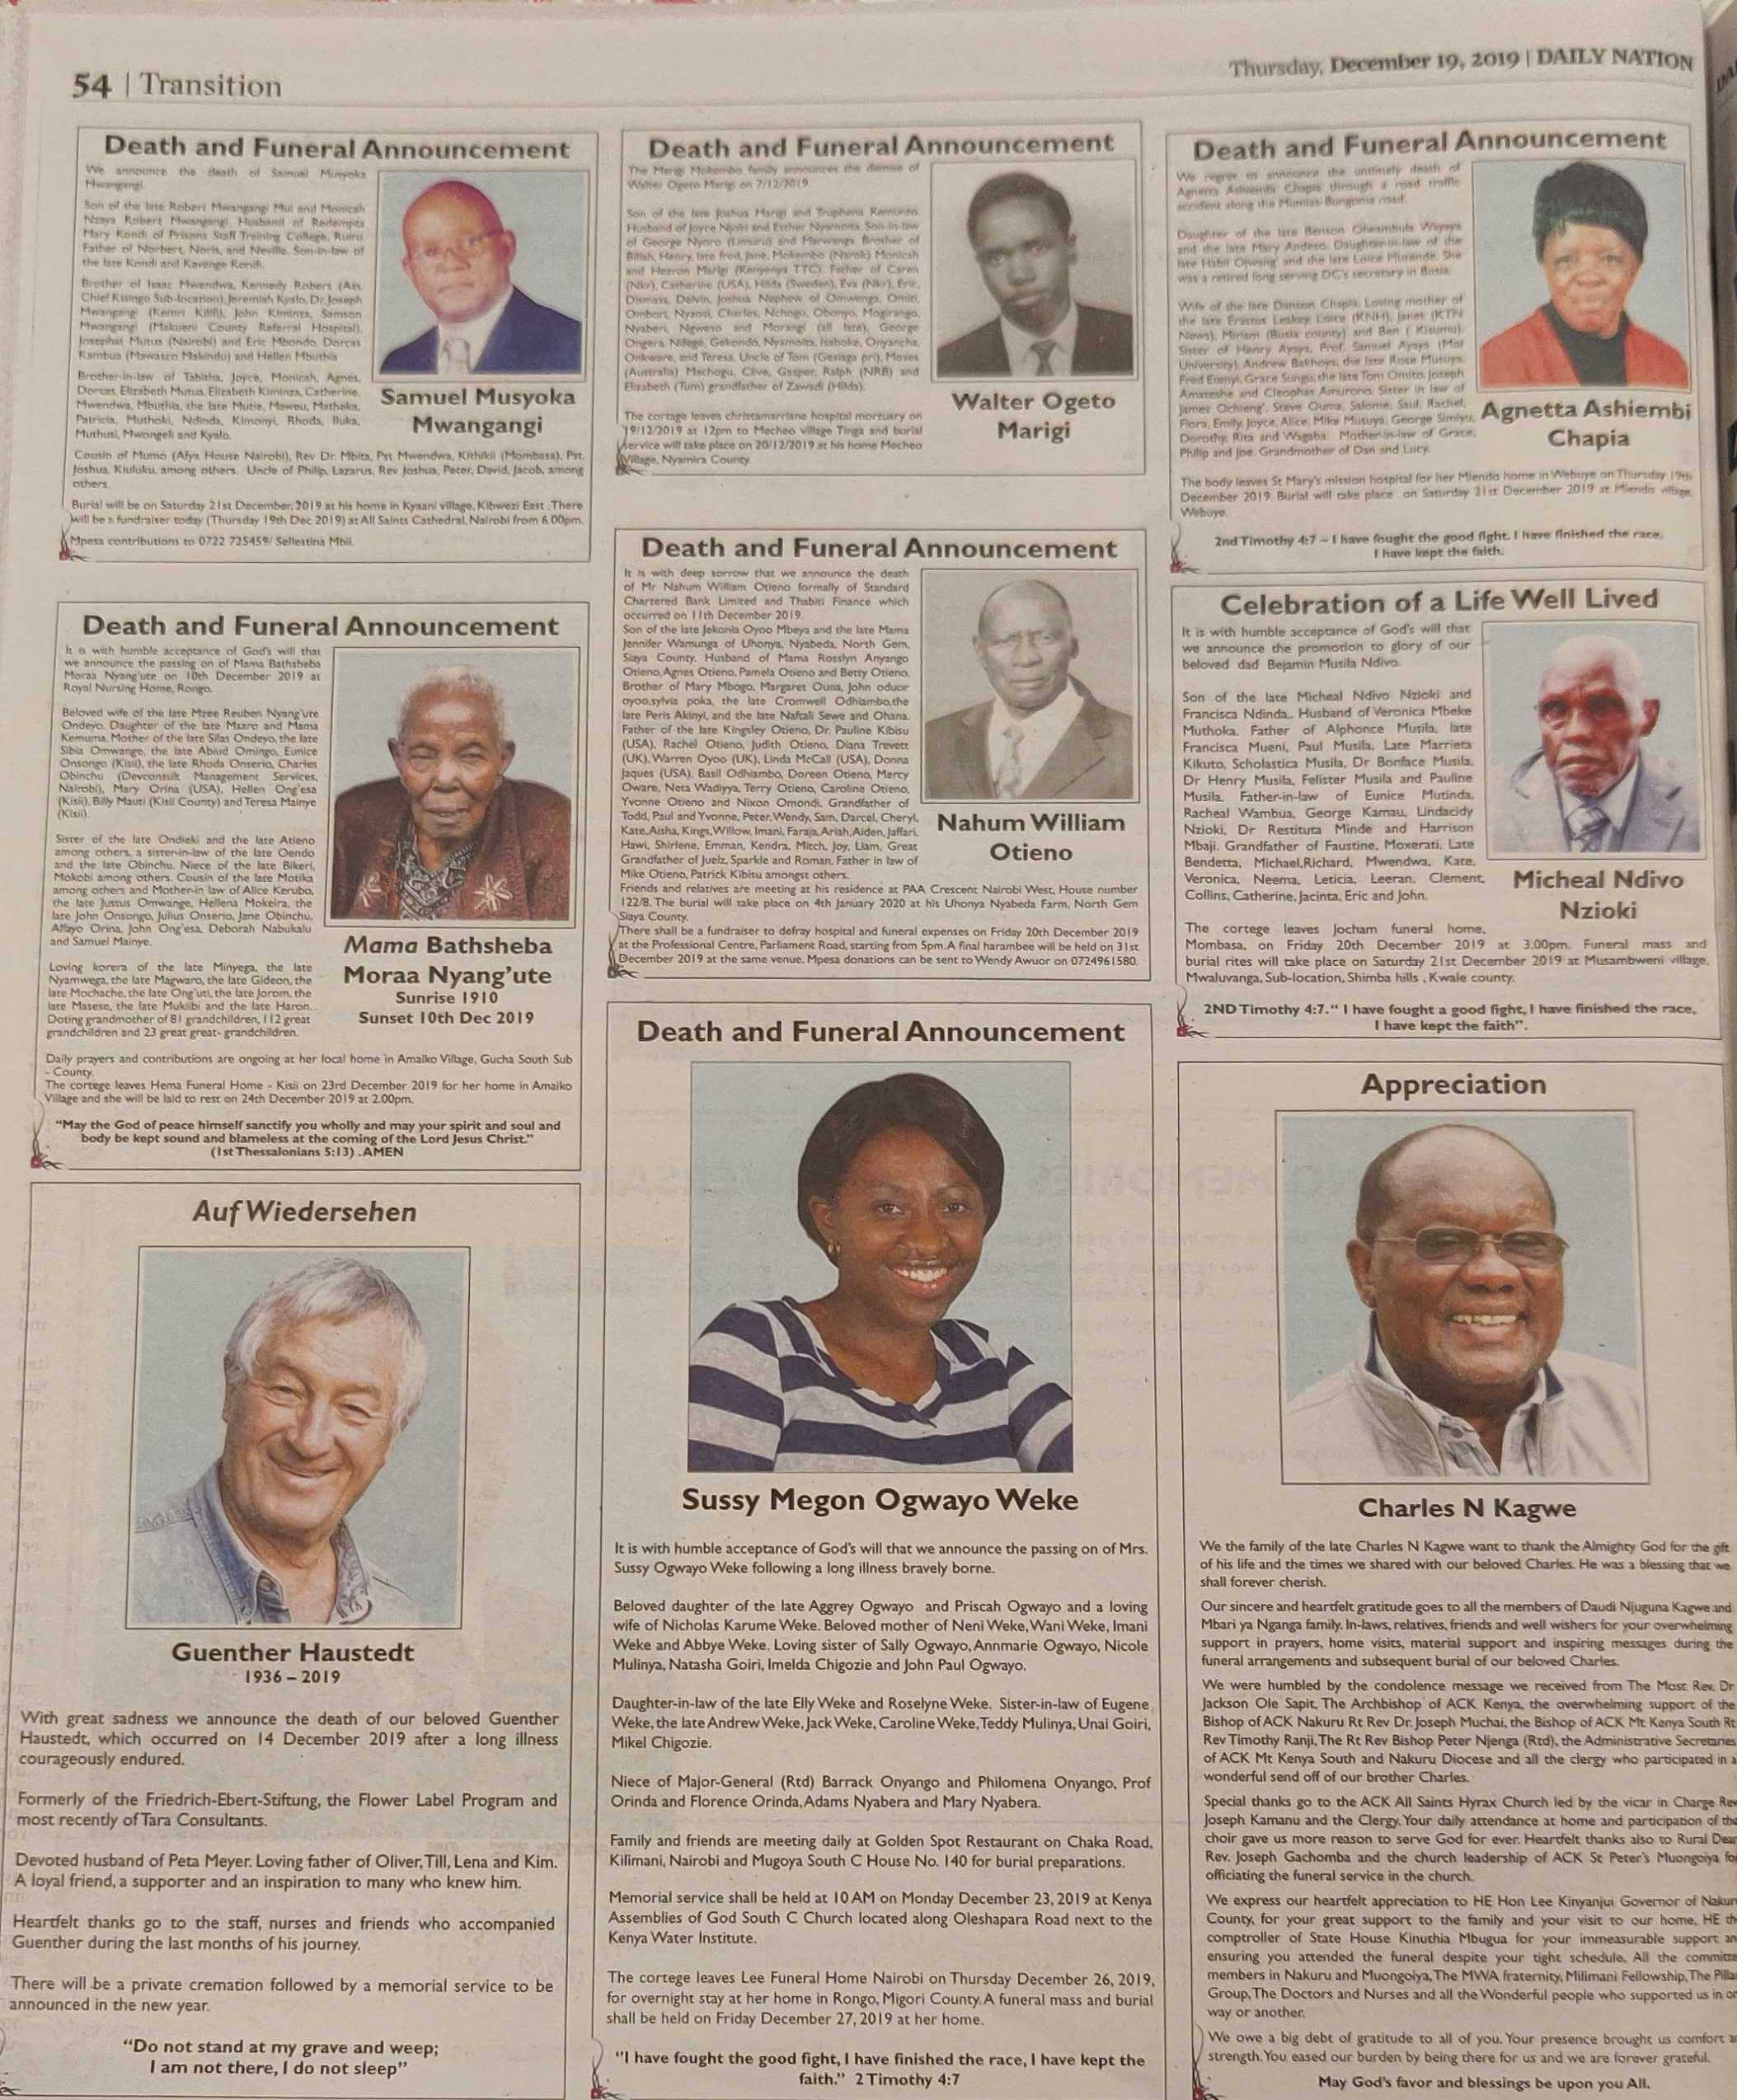 54 | Transition
Thursday, December 19, 2019 | DAILY NATION
Death and Funeral Announcement
We announce the death of Samuel Musyoka
Mwangangi.
Son of the late Robert Mwangangi Mui and Monicah
Nzaya Robert Mwangangi. Husband of Redempta
Mary Kondi of Prisons Staff Training College, Ruiru
Father of Norbert, Noris, and Neville. Son-in-law of
the late Kondi and Kavenge Kondi.
Brother of Isaac Mwendwa, Kennedy Robert (Ass
Chief Kisingo Sub-location), Jeremiah Kyalo, Dr. Joseph
Mwangangi (Kemri Kilifi), John Kiminza, Samson
Mwangangi (Makueni County Referral Hospital),
Josephat Mutua (Nairobi) and Eric Mbondo, Dorcas
Kambua (Mawasco Makindu) and Hellen Mbuthia
Brother-in-law of Tabitha, Joyce, Monicah, Agnes,
Dorcas, Elizabeth Mutua, Elizabeth Kiminza, Catherine,
Mwendwa, Mbuthia, the late Mutie, Maweu, Matheka,
Patricia, Muthoki, Ndinda, Kimonyi, Rhoda, Iluka,
Muthusi, Mwongeli and Kyalo.
Cousin of Mumo (Afya House Nairobi), Rev Dr. Mbita, Pst Mwendwa, Kithikii (Mombasa), Pst.
Joshua, Kiuluku, among others. Uncle of Philip, Lazarus, Rev Joshua, Peter, David, Jacob, among
others.
Burial will be on Saturday 21st December, 2019 at his home in Kyaani village, Kibwezi East .There
will be a fundraiser today (Thursday 19th Dec 2019) at All Saints Cathedral, Nairobi from 6.00pm.
Mpesa contributions to 0722 725459/ Sellestina Mbii.
Samuel Musyoka
Mwangangi
Death and Funeral Announcement
It is with humble acceptance of God's will that
we announce the passing on of Mama Bathsheba
Moraa Nyang'ute on 10th December 2019 at
Royal Nursing Home, Rongo.
Beloved wife of the late Mzee Reuben Nyang'ute
Ondeyo. Daughter of the late Msaro and Mama
Kemuma. Mother of the late Silas Ondeyo, the late
Sibia Omwange, the late Abiud Omingo, Eunice
Onsongo (Kisii), the late Rhoda Onserio, Charles
Obinchu (Devconsult Management Services,
Nairobi), Mary Orina (USA), Hellen Ong'esa
(Kisii), Billy Mauti (Kisii County) and Teresa Mainye
(Kisii).
Sister of the late Ondieki and the late Atieno
among others, a sister-in-law of the late Oendo
and the late Obinchu. Niece of the late Bikeri,
Mokobi among others. Cousin of the late Motika
among others and Mother-in law of Alice Kerubo,
the late Justus Omwange, Hellena Mokeira, the
late John Onsongo, Julius Onserio, Jane Obinchu,
Alfayo Orina, John Ong'esa, Deborah Nabukalu
and Samuel Mainye.
Loving korera of the late Minyega, the late
Nyamwega, the late Magwaro, the late Gideon, the
late Mochache, the late Ong'uti, the late Jorom, the
late Masese, the late Mukiibi and the late Haron.
Doting grandmother of 81 grandchildren, 112 great
grandchildren and 23 great great- grandchildren.
Daily prayers and contributions are ongoing at her local home in Amaiko Village, Gucha South Sub
- County.
The cortege leaves Hema Funeral Home - Kisii on 23rd December 2019 for her home in Amaiko
Village and she will be laid to rest on 24th December 2019 at 2.00pm.
"May the God of peace himself sanctify you wholly and may your spirit and soul and
body be kept sound and blameless at the coming of the Lord Jesus Christ."
(1st Thessalonians 5:13) .AMEN
Mama Bathsheba
Moraa Nyang'ute
Sunrise 1910
Sunset 10th Dec 2019
Auf Wiedersehen
Guenther Haustedt
1936 – 2019
With great sadness we announce the death of our beloved Guenther
Haustedt, which occurred on 14 December 2019 after a long illness
courageously endured.
Formerly of the Friedrich-Ebert-Stiftung, the Flower Label Program and
most recently of Tara Consultants.
Devoted husband of Peta Meyer. Loving father of Oliver, Till, Lena and Kim.
A loyal friend, a supporter and an inspiration to many who knew him.
Heartfelt thanks go to the staff, nurses and friends who accompanied
Guenther during the last months of his journey.
There will be a private cremation followed by a memorial service to be
announced in the new year.
"Do not stand at my grave and weep;
I am not there, I do not sleep"
Death and Funeral Announcement
The Marigi Mokembo family announces the demise of
Walter Ogeto Marigi on 7/12/2019.
Son of the late Joshua Marigi and Truphena Kemunto.
Husband of Joyce Njoki and Esther Nyamoita. Son-in-law
of George Nyoro (Limuru) and Marwanga. Brother of
Billish, Henry, late fred, Jane, Mokembo (Narok) Monicah
and Hezron Marigi (Kenyenya TTC). Father of Caren
(Nkr), Catherine (USA), Hilda (Sweden), Eva (Nkr), Eric,
Dismass, Delvin, Joshua. Nephew of Omwenga, Omiti,
Ombori, Nyaosi, Charles, Nchogu, Obonyo, Mogirango,
Nyaberi, Ngweso and Morangi (all late), George
Ongera, Ndege, Gekondo, Nyamoita, Isaboke, Onyancha,
Onkware, and Teresa. Uncle of Tom (Gesiaga pri), Moses
(Australia) Machogu, Clive, Gasper, Ralph (NRB) and
Elizabeth (Tum) grandfather of Zawadi (Hilda).
The cortage leaves christamarriane hospital mortuary on
19/12/2019 at 12pm to Mecheo village Tinga and burial
service will take place on 20/12/2019 at his home Mecheo
Village, Nyamira County.
Walter Ogeto
Marigi
Death and Funeral Announcement
It is with deep sorrow that we announce the death
of Mr Nahum William Otieno formally of Standard
Chartered Bank Limited and Thabiti Finance which
occurred on 11th December 2019.
Son of the late Jekonia Oyoo Mbeya and the late Mama
Jennifer Wamunga of Uhonya, Nyabeda, North Gem,
Siaya County. Husband of Mama Rosslyn Anyango
Otieno, Agnes Otieno, Pamela Otieno and Betty Otieno.
Brother of Mary Mbogo, Margaret Ouna, John oduor
oyoo,sylvia poka, the late Cromwell Odhiambo,the
late Peris Akinyi, and the late Naftali Sewe and Ohana.
Father of the late Kingsley Otieno, Dr. Pauline Kibisu
(USA), Rachel Otieno, Judith Otieno, Diana Trevett
(UK), Warren Oyoo (UK), Linda McCall (USA), Donna
Jaques (USA), Basil Odhiambo, Doreen Otieno, Mercy
Oware, Neta Wadiyya, Terry Otieno, Caroline Otieno,
Yvonne Otieno and Nixon Omondi. Grandfather of
Todd, Paul and Yvonne, Peter, Wendy, Sam, Darcel, Cheryl,
Kate, Aisha, Kings, Willow, Imani, Faraja, Ariah, Aiden, Jaffari,
Hawi, Shirlene, Emman, Kendra, Mitch, Joy, Liam, Great
Grandfather of Juelz, Sparkle and Roman. Father in law of
Mike Otieno, Patrick Kibisu amongst others.
Friends and relatives are meeting at his residence at PAA Crescent Nairobi West, House number
122/8. The burial will take place on 4th January 2020 at his Uhonya Nyabeda Farm, North Gem
Siaya County.
There shall be a fundraiser to defray hospital and funeral expenses on Friday 20th December 2019
at the Professional Centre, Parliament Road, starting from 5pm. A final harambee will be held on 31st
December 2019 at the same venue. Mpesa donations can be sent to Wendy Awuor on 0724961580.
Nahum William
Otieno
Death and Funeral Announcement
Sussy Megon Ogwayo Weke
It is with humble acceptance of God's will that we announce the passing on of Mrs.
Sussy Ogwayo Weke following a long illness bravely borne.
Beloved daughter of the late Aggrey Ogwayo and Priscah Ogwayo and a loving
wife of Nicholas Karume Weke. Beloved mother of Neni Weke, Wani Weke, Imani
Weke and Abbye Weke. Loving sister of Sally Ogwayo, Annmarie Ogwayo, Nicole
Mulinya, Natasha Goiri, Imelda Chigozie and John Paul Ogwayo.
Daughter-in-law of the late Elly Weke and Roselyne Weke. Sister-in-law of Eugene
Weke, the late Andrew Weke, Jack Weke, Caroline Weke, Teddy Mulinya, Unai Goiri,
Mikel Chigozie.
Niece of Major-General (Rtd) Barrack Onyango and Philomena Onyango, Prof
Orinda and Florence Orinda, Adams Nyabera and Mary Nyabera.
Family and friends are meeting daily at Golden Spot Restaurant on Chaka Road,
Kilimani, Nairobi and Mugoya South C House No. 140 for burial preparations.
Memorial service shall be held at 10 AM on Monday December 23, 2019 at Kenya
Assemblies of God South C Church located along Oleshapara Road next to the
Kenya Water Institute.
The cortege leaves Lee Funeral Home Nairobi on Thursday December 26, 2019,
for overnight stay at her home in Rongo, Migori County. A funeral mass and burial
shall be held on Friday December 27, 2019 at her home.
"I have fought the good fight, I have finished the race, I have kept the
faith." 2 Timothy 4:7
Death and Funeral Announcement
We regret to announce the untimely death of
Agnetta Ashiembi Chapia through a road traffic
accident along the Mumias-Bungoma road.
Daughter of the late Benson Obwambula Wayaya
and the late Mary Andeso. Daughter-in-law of the
late Habil Ojwang' and the late Loice Murende. She
was a retired long serving DC's secretary in Busia.
Wife of the late Danson Chapia. Loving mother of
the late Erastus Leakey, Loice (KNH), Janet (KTN
News), Miriam (Busia county) and Ben ( Kisumu).
Sister of Henry Ayaya, Prof. Samuel Ayaya (Moi
University), Andrew Bakhoya, the late Rose Mutuya,
Fred Esenyi, Grace Sungu, the late Tom Omito, Joseph
Amateshe and Cleophas Amurono. Sister in law of
James Ochieng', Steve Ouma, Salome, Saul, Rachel,
Flora, Emily, Joyce, Alice, Mika Mutuya, George Simiyu,
Dorothy, Rita and Wagaba. Mother-in-law of Grace,
Philip and Joe. Grandmother of Dan and Lucy.
The body leaves St Mary's mission hospital for her Miendo home in Webuye on Thursday 19th
December 2019. Burial will take place on Saturday 21st December 2019 at Miendo village,
Webuye.
2nd Timothy 4:7 – I have fought the good fight. I have finished the race.
I have kept the faith.
Agnetta Ashiembi
Chapia
Celebration of a Life Well Lived
It is with humble acceptance of God's will that
we announce the promotion to glory of our
beloved dad Bejamin Musila Ndivo.
Son of the late Micheal Ndivo Nzioki and
Francisca Ndinda,. Husband of Veronica Mbeke
Muthoka. Father of Alphonce Musila, late
Francisca Mueni, Paul Musila, Late Marrieta
Kikuto, Scholastica Musila, Dr Bonface Musila,
Dr Henry Musila, Felister Musila and Pauline
Musila. Father-in-law of Eunice Mutinda,
Racheal Wambua, George Kamau, Lindacidy
Nzioki, Dr Restituta Minde and Harrison
Mbaji. Grandfather of Faustine, Moxerati, Late
Bendetta, Michael,Richard, Mwendwa, Kate,
Veronica, Neema, Leticia, Leeran, Clement,
Collins, Catherine, Jacinta, Eric and John.
The cortege leaves Jocham funeral home,
Mombasa, on Friday 20th December 2019 at 3.00pm. Funeral mass and
burial rites will take place on Saturday 21st December 2019 at Musambweni village,
Mwaluvanga, Sub-location, Shimba hills , Kwale county.
2ND Timothy 4:7." I have fought a good fight, I have finished the race,
I have kept the faith".
Micheal Ndivo
Nzioki
Appreciation
Charles N Kagwe
We the family of the late Charles N Kagwe want to thank the Almighty God for the gift
of his life and the times we shared with our beloved Charles. He was a blessing that we
shall forever cherish.
Our sincere and heartfelt gratitude goes to all the members of Daudi Njuguna Kagwe and
Mbari ya Nganga family. In-laws, relatives, friends and well wishers for your overwhelming
support in prayers, home visits, material support and inspiring messages during the
funeral arrangements and subsequent burial of our beloved Charles.
We were humbled by the condolence message we received from The Most Rev. Dr
Jackson Ole Sapit, The Archbishop of ACK Kenya, the overwhelming support of the
Bishop of ACK Nakuru Rt Rev Dr. Joseph Muchai, the Bishop of ACK Mt Kenya South Rt
Rev Timothy Ranji, The Rt Rev Bishop Peter Njenga (Rtd), the Administrative Secretaries
of ACK Mt Kenya South and Nakuru Diocese and all the clergy who participated in a
wonderful send off of our brother Charles.
Special thanks go to the ACK All Saints Hyrax Church led by the vicar in Charge Rev
Joseph Kamanu and the Clergy. Your daily attendance at home and participation of the
choir gave us more reason to serve God for ever. Heartfelt thanks also to Rural Dean
Rev. Joseph Gachomba and the church leadership of ACK St Peter's Muongoiya for
officiating the funeral service in the church.
We express our heartfelt appreciation to HE Hon Lee Kinyanjui Governor of Nakuru
County, for your great support to the family and your visit to our home, HE th
comptroller of State House Kinuthia Mbugua for your immeasurable support an
ensuring you attended the funeral despite your tight schedule, All the committe
members in Nakuru and Muongoiya, The MWA fraternity, Milimani Fellowship, The Pilla
Group, The Doctors and Nurses and all the Wonderful people who supported us in or
way or another.
We owe a big debt of gratitude to all of you. Your presence brought us comfort a
strength. You eased our burden by being there for us and we are forever grateful.
May God's favor and blessings be upon you All.